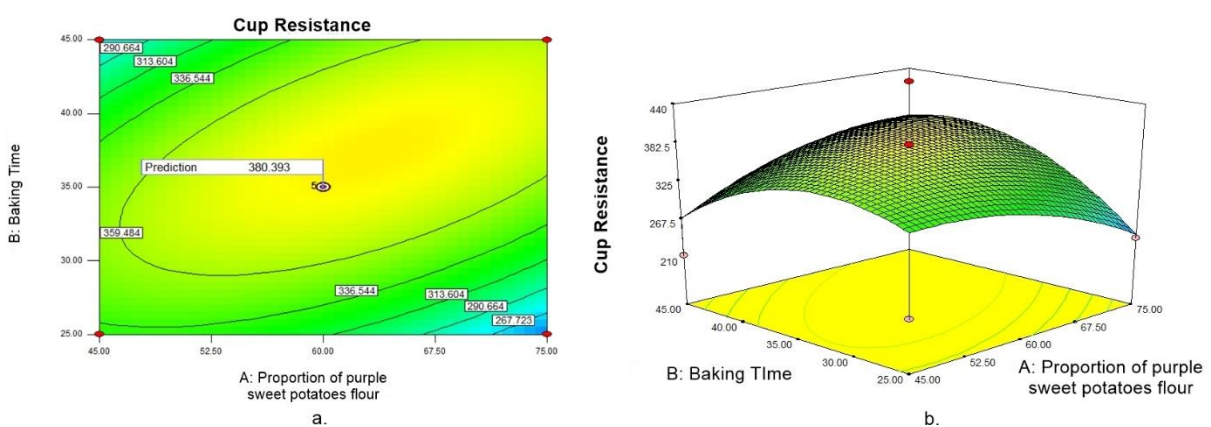 Cup Resistance
45.00
290.664
313.604
336.544
40.00
B: Baking Time
Prediction 380.393
35.00
5
359.484
30.00
336.544
313.604
290.664
267.723
25.00
45.00 52.50 60.00 67.50 75.00
A: Proportion of purple
sweet potatoes flour
a.
440
382.5
325
267.5
210
Cup Resistance
45.00
40.00
35.00
30.00
25.00
B: Baking TIme
75.00
67.50
60.00
52.50
45.00
A: Proportion of purple
sweet potatoes flour
b.